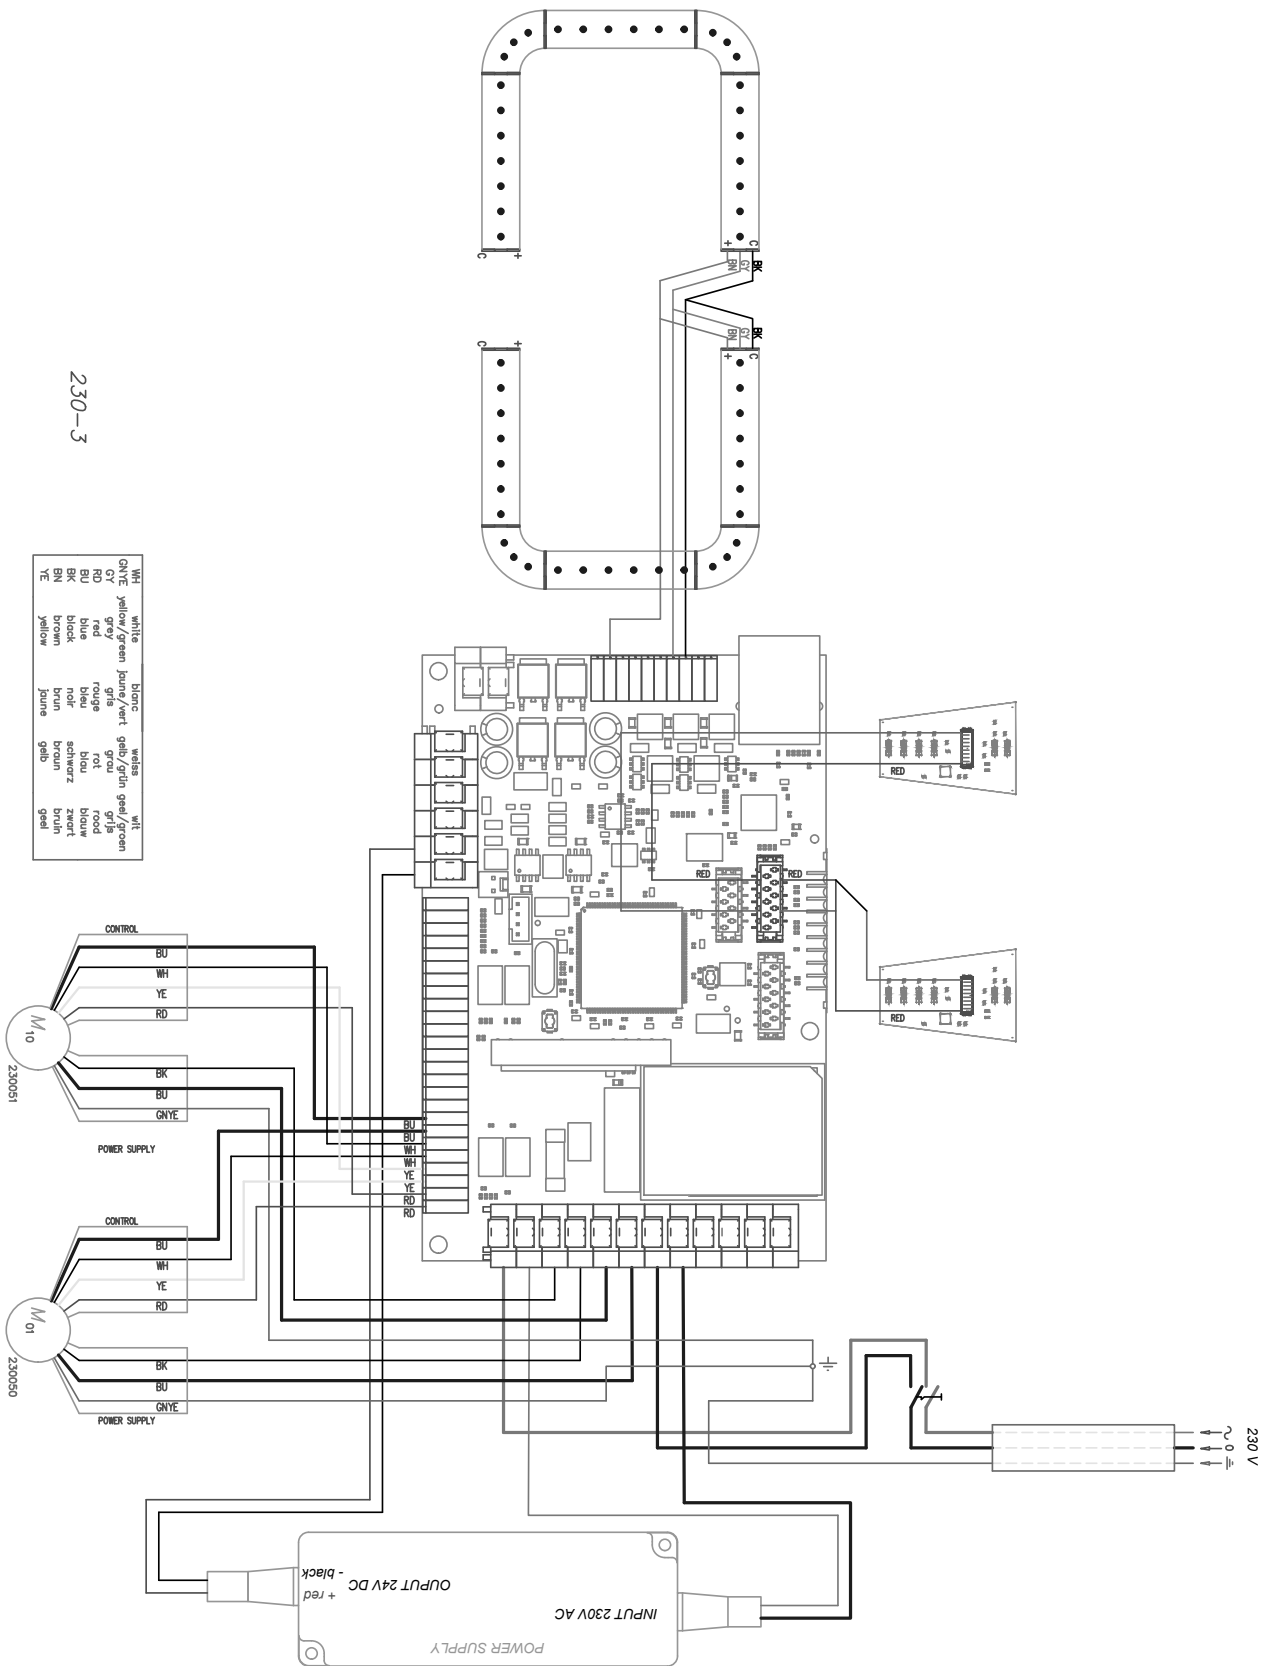 C
+
BK
GY
BN
+
C
BK
GY
BN
+
C
+
C
230-3
WH white blanc weiss wit
GNYE yellow/green jaune/vert gelb/grün geel/groen
GY grey gris grau grijs
RD red rouge rot rood
BU blue bleu blau blauw
BK black noir schwarz zwart
BN brown brun braun bruin
YE yellow jaune gelb geel
RED
RED
RED
RED
CONTROL
BU
WH
YE
RD
M 10
230051
BK
BU
GNYE
POWER SUPPLY
BU
BU
WH
WH
YE
YE
RD
RD
CONTROL
BU
WH
YE
RD
M 01
230050
BK
BU
GNYE
POWER SUPPLY
230 V
~
0
OUPUT 24V DC
- black
+ red
INPUT 230V AC
POWER SUPPLY